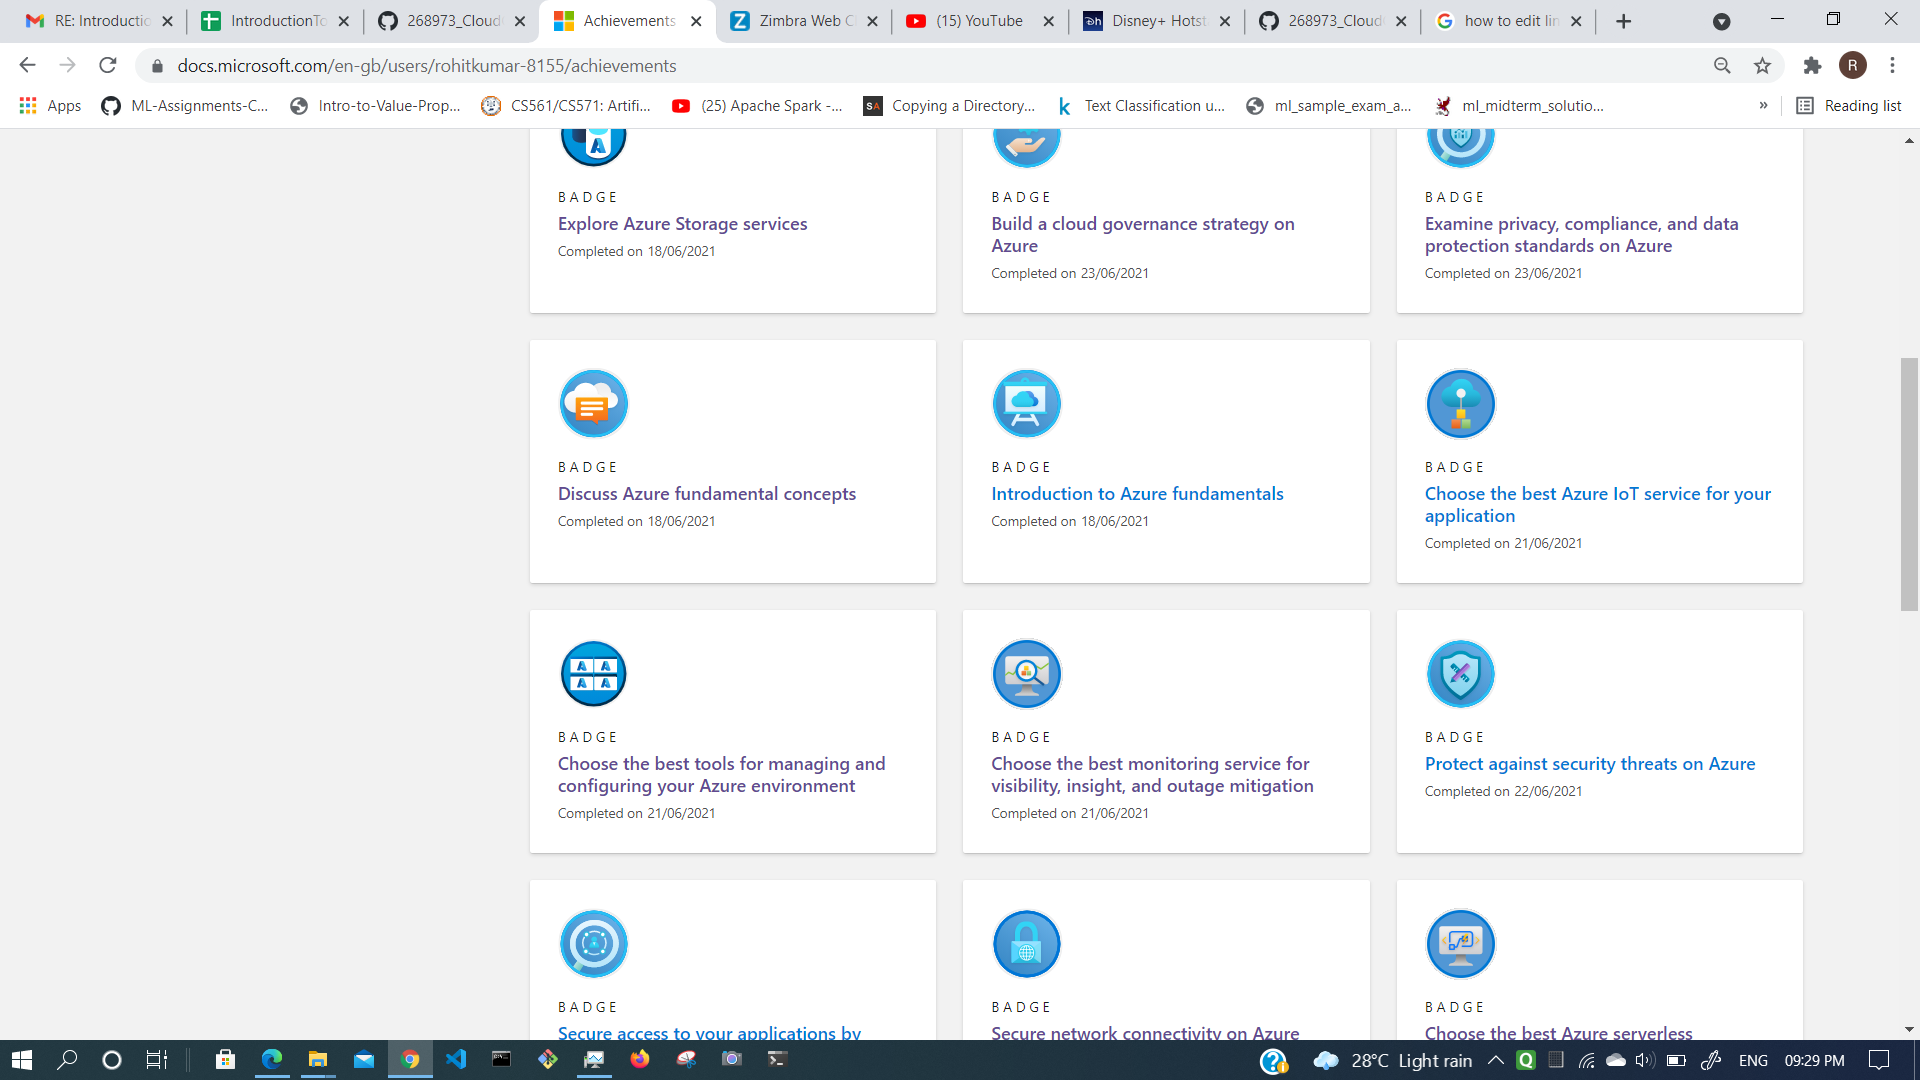 RE: Introductio
IntroductionTo
268973_Cloud
Achievements
Zimbra Web C
(15) YouTube
Disney+ Hotst
268973_Cloud
how to edit lin
docs.microsoft.com/en-gb/users/rohitkumar-8155/achievements
R
Apps
ML-Assignments-C...
Intro-to-Value-Prop...
CS561/CS571: Artifi...
(25) Apache Spark -...
SA Copying a Directory...
k Text Classification u...
ml_sample_exam_a...
ml_midterm_solutio...
»
Reading list
BADGE
Explore Azure Storage services
Completed on 18/06/2021
BADGE
Build a cloud governance strategy on
Azure
Completed on 23/06/2021
BADGE
Examine privacy, compliance, and data
protection standards on Azure
Completed on 23/06/2021
BADGE
Discuss Azure fundamental concepts
Completed on 18/06/2021
BADGE
Introduction to Azure fundamentals
Completed on 18/06/2021
BADGE
Choose the best Azure IoT service for your
application
Completed on 21/06/2021
BADGE
Choose the best tools for managing and
configuring your Azure environment
Completed on 21/06/2021
BADGE
Choose the best monitoring service for
visibility, insight, and outage mitigation
Completed on 21/06/2021
BADGE
Protect against security threats on Azure
Completed on 22/06/2021
BADGE
Secure access to your applications by
BADGE
Secure network connectivity on Azure
BADGE
Choose the best Azure serverless
28°C Light rain
ENG
09:29 PM